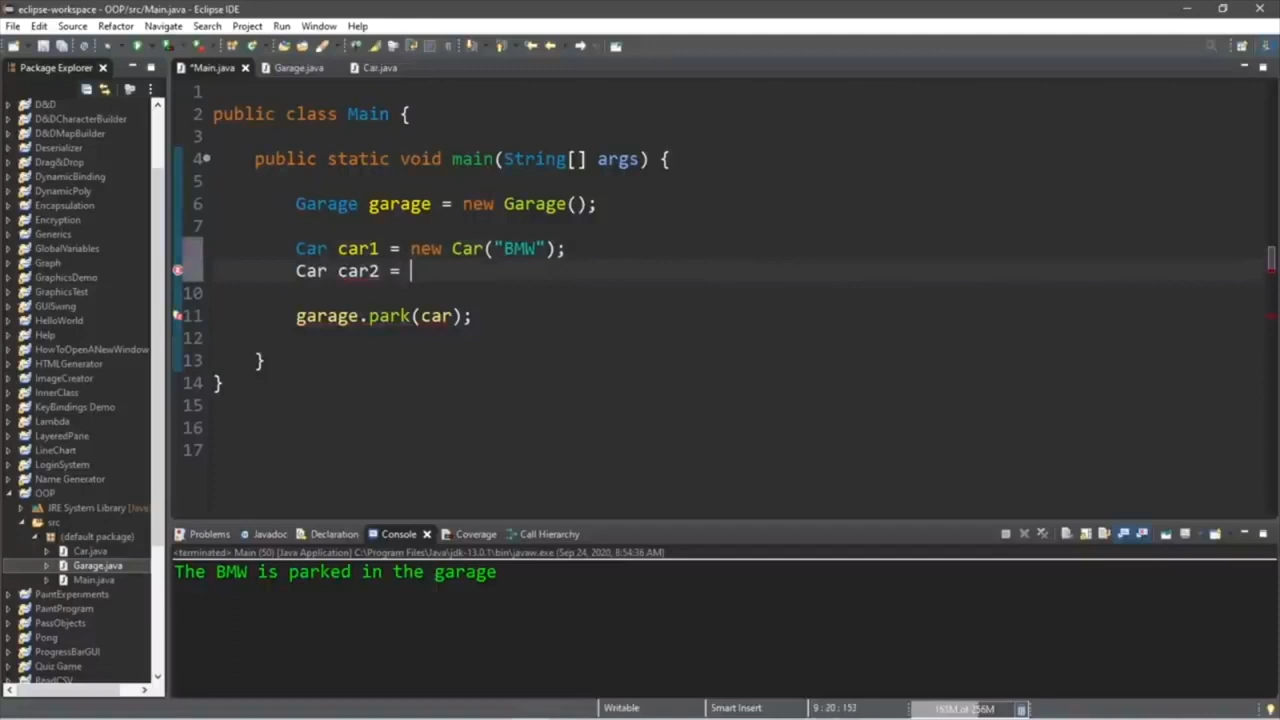 eclipse-workspace - OOP/src/Main.java - Eclipse IDE
File Edit Source Refactor Navigate Search Project Run Window Help
Package Explorer
*Main.java Garage.java Car.java
D&D
D&DCharacterBuilder
D&DMapBuilder
Deserializer
Drag&Drop
DynamicBinding
DynamicPoly
Encapsulation
Encryption
Generics
GlobalVariables
Graph
GraphicsDemo
GraphicsTest
GUISwing
HelloWorld
Help
HowToOpenANewWindow
HTMLGenerator
ImageCreator
InnerClass
KeyBindings Demo
Lambda
LayeredPane
LineChart
LoginSystem
Name Generator
OOP
JRE System Library [Java
src
(default package)
Car.java
Garage.java
Main.java
PaintExperiments
PaintProgram
PassObjects
Pong
ProgressBarGUI
Quiz Game
ReadCSV
1
2 public class Main {
3
4 public static void main(String[] args) {
5
6 Garage garage = new Garage();
7
Car car1 = new Car("BMW");
Car car2 =
10
11 garage.park(car);
12
13 }
14 }
15
16
17
Problems Javadoc Declaration Console Coverage Call Hierarchy
<terminated> Main (50) [Java Application] C:\Program Files\Java\jdk-13.0.1\bin\javaw.exe (Sep 24, 2020, 8:54:36 AM)
The BMW is parked in the garage
Writable Smart Insert 9 : 20 : 153 161M of 256M